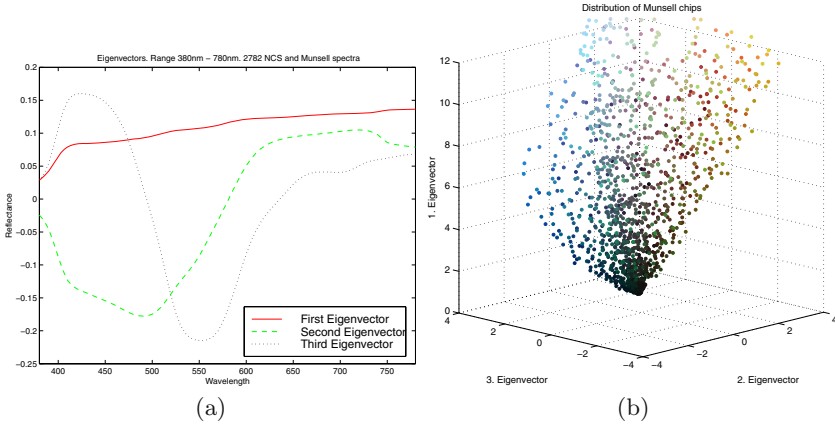 Eigenvectors. Range 380nm − 780nm. 2782 NCS and Munsell spectra
0.2
0.15
0.1
0.05
0
−0.05
−0.1
−0.15
−0.2
−0.25
Reflectance
400 450 500 550 600 650 700 750
Wavelength
First Eigenvector
Second Eigenvector
Third Eigenvector
(a)
Distribution of Munsell chips
12
10
8
6
4
2
0
1. Eigenvector
4 2 0 −2 −4
3. Eigenvector
−4 −2 0 2 4
2. Eigenvector
(b)